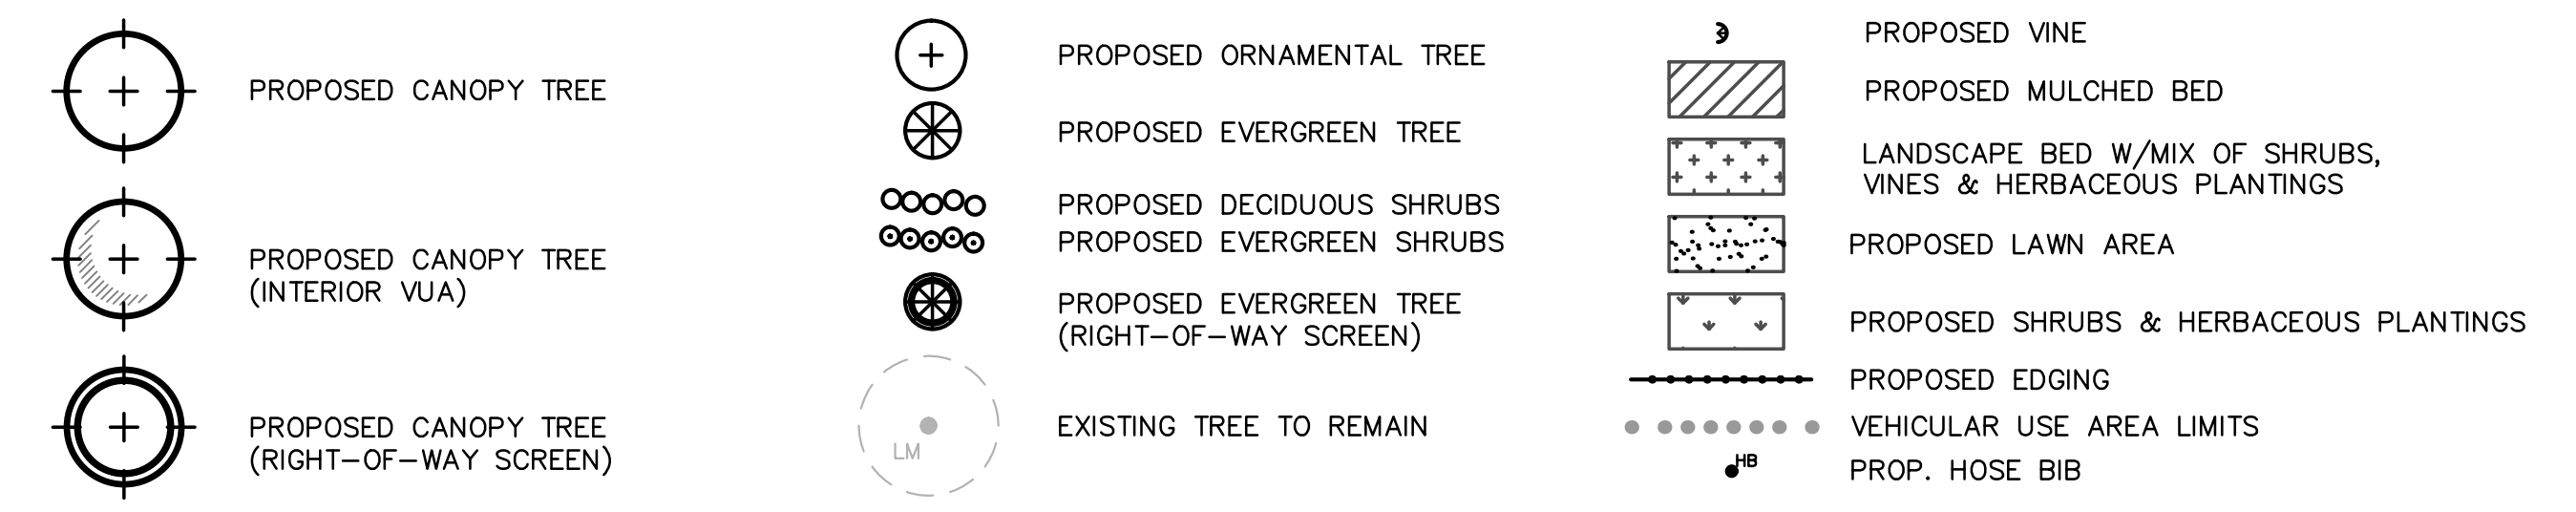 PROPOSED CANOPY TREE
PROPOSED CANOPY TREE
(INTERIOR VUA)
PROPOSED CANOPY TREE
(RIGHT-OF-WAY SCREEN)
PROPOSED ORNAMENTAL TREE
PROPOSED EVERGREEN TREE
PROPOSED DECIDUOUS SHRUBS
PROPOSED EVERGREEN SHRUBS
PROPOSED EVERGREEN TREE
(RIGHT-OF-WAY SCREEN)
LM
EXISTING TREE TO REMAIN
PROPOSED VINE
PROPOSED MULCHED BED
LANDSCAPE BED W/MIX OF SHRUBS,
VINES & HERBACEOUS PLANTINGS
PROPOSED LAWN AREA
PROPOSED SHRUBS & HERBACEOUS PLANTINGS
PROPOSED EDGING
VEHICULAR USE AREA LIMITS
HB
PROP. HOSE BIB